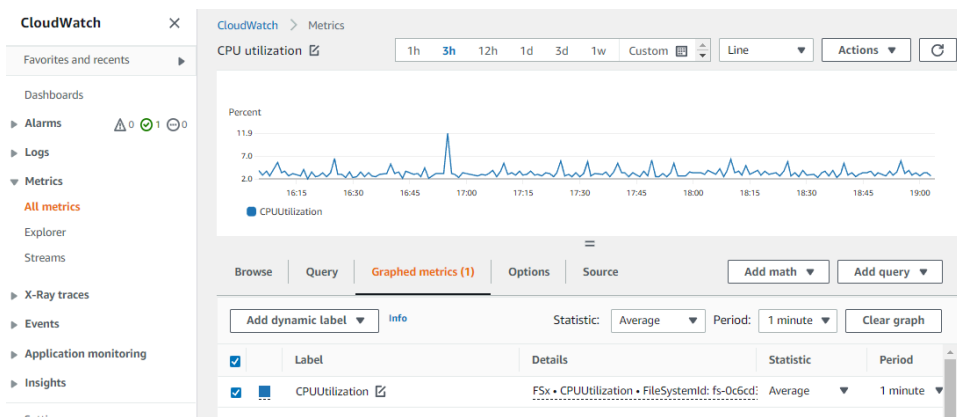 CloudWatch
Favorites and recents
Dashboards
Alarms 0 1 0
Logs
Metrics
All metrics
Explorer
Streams
X-Ray traces
Events
Application monitoring
Insights
CloudWatch Metrics
CPU utilization 1h 3h 12h 1d 3d 1w Custom Line Actions
Percent
11.9
7.0
2.0
16:15 16:30 16:45 17:00 17:15 17:30 17:45 18:00 18:15 18:30 18:45 19:00
CPUUtilization
Browse Query Graphed metrics (1) Options Source Add math Add query
Add dynamic label Info Statistic: Average Period: 1 minute Clear graph
Label Details Statistic Period
CPUUtilization FSx • CPUUtilization • FileSystemId: fs-0c6cd Average 1 minute